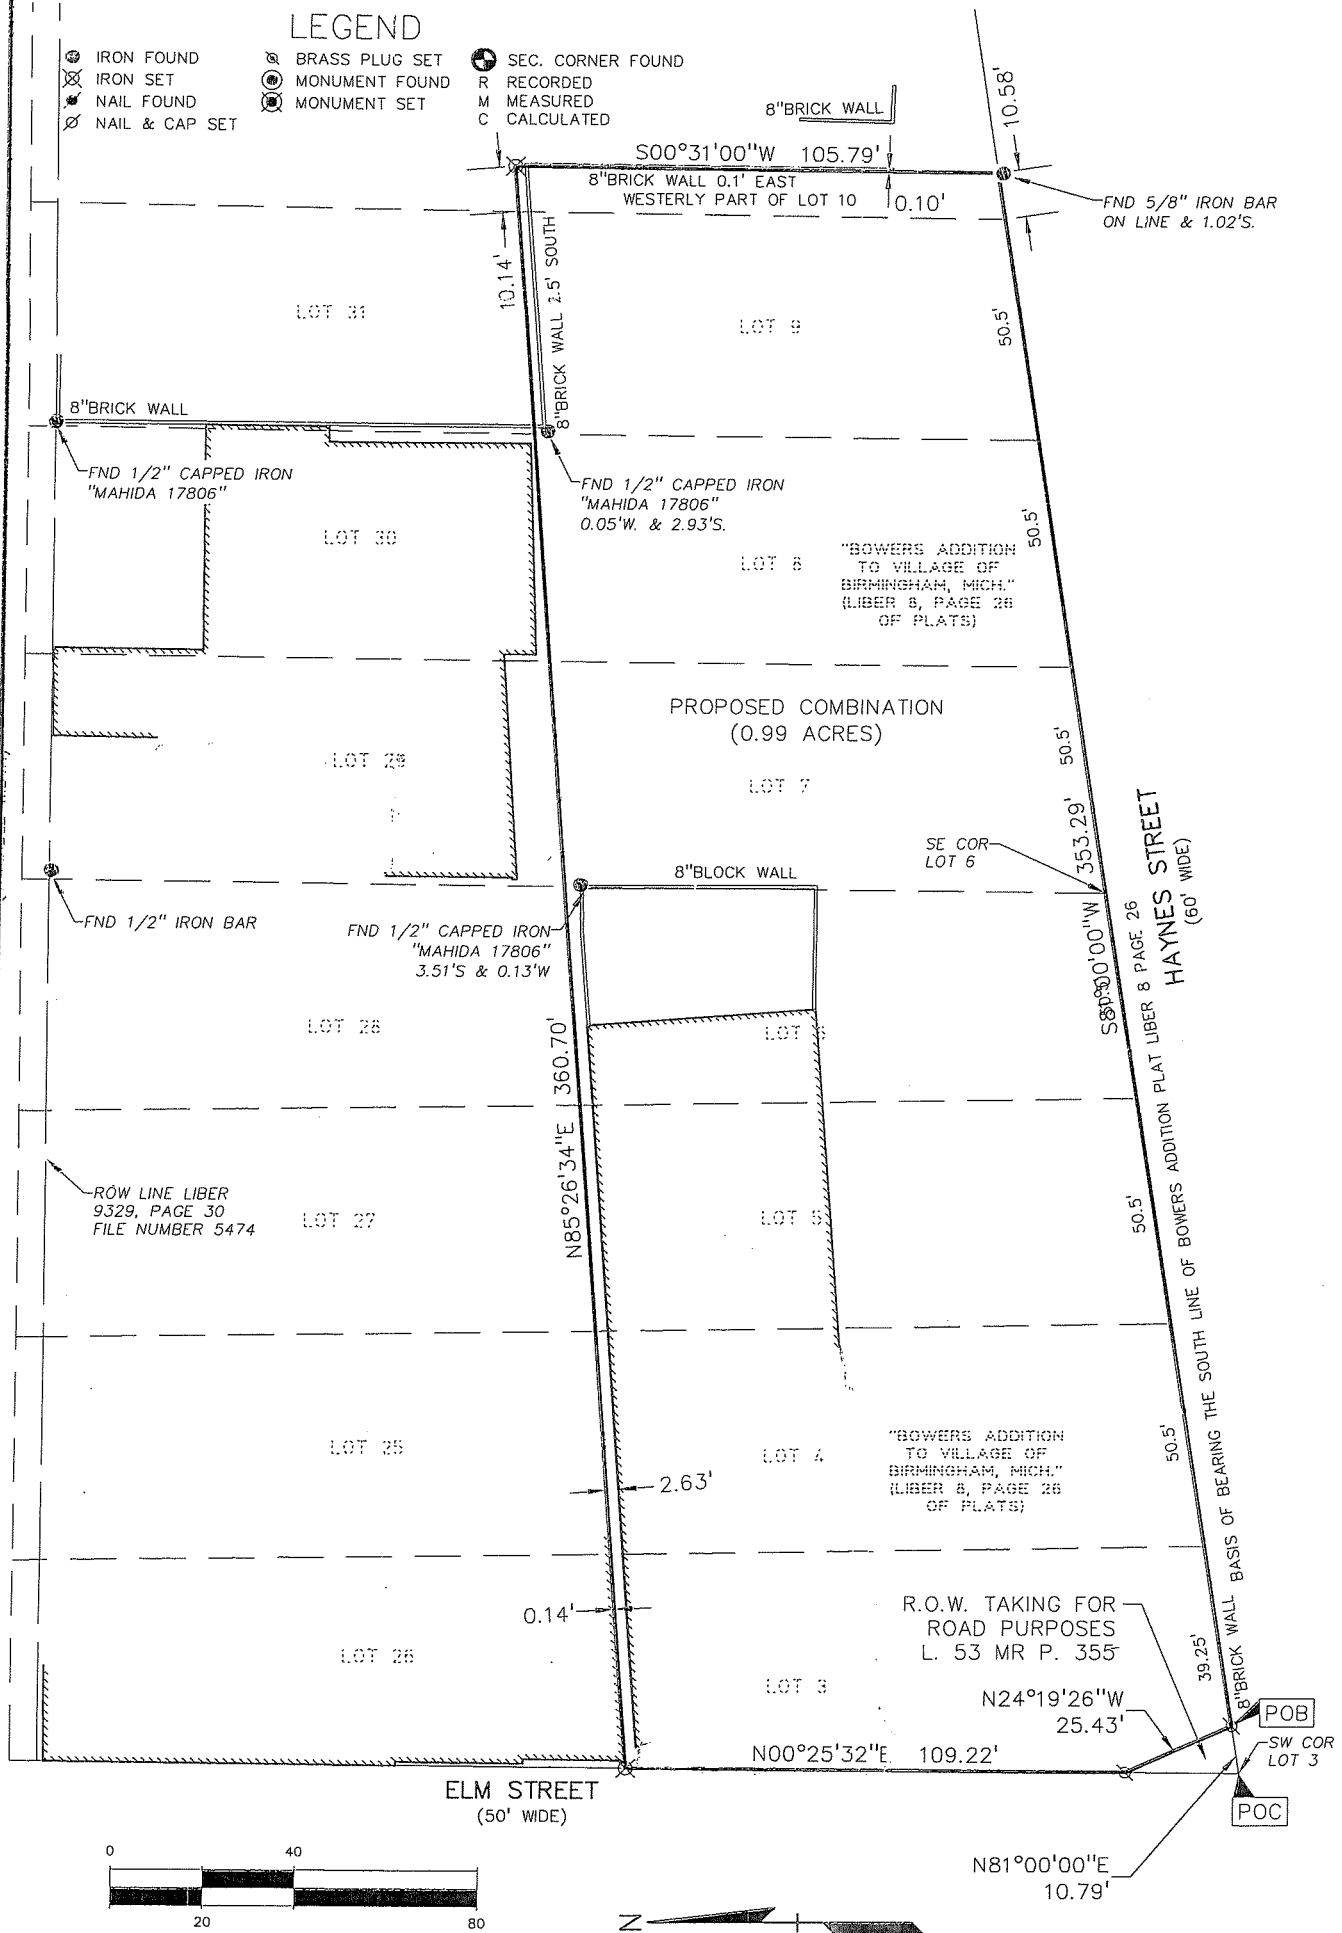 LEGEND
IRON FOUND
IRON SET
NAIL FOUND
NAIL & CAP SET
BRASS PLUG SET
MONUMENT FOUND
MONUMENT SET
SEC. CORNER FOUND
R RECORDED
M MEASURED
C CALCULATED
8"BRICK WALL
10.58'
S00°31'00"W 105.79'
8"BRICK WALL 0.1' EAST
WESTERLY PART OF LOT 10
0.10'
FND 5/8" IRON BAR
ON LINE & 1.02'S.
10.14'
8"BRICK WALL 2.5' SOUTH
LOT 31
LOT 9
50.5'
8"BRICK WALL
FND 1/2" CAPPED IRON
"MAHIDA 17806"
FND 1/2" CAPPED IRON
"MAHIDA 17806"
0.05'W. & 2.93'S.
LOT 30
LOT 8
50.5'
"BOWERS ADDITION
TO VILLAGE OF
BIRMINGHAM, MICH."
(LIBER 8, PAGE 26
OF PLATS)
PROPOSED COMBINATION
(0.99 ACRES)
LOT 29
LOT 7
50.5'
353.29'
HAYNES STREET
(60' WIDE)
SE COR
LOT 6
8"BLOCK WALL
FND 1/2" IRON BAR
FND 1/2" CAPPED IRON
"MAHIDA 17806"
3.51'S & 0.13'W
LOT 28
LOT
N85°26'34"E 360.70'
ROW LINE LIBER
9329, PAGE 30
FILE NUMBER 5474
LOT 27
LOT 5
50.5'
8"BRICK WALL BASIS OF BEARING THE SOUTH LINE OF BOWERS ADDITION PLAT LIBER 8 PAGE 26
LOT 25
LOT 4
"BOWERS ADDITION
TO VILLAGE OF
BIRMINGHAM, MICH."
(LIBER 8, PAGE 26
OF PLATS)
50.5'
2.63'
0.14'
R.O.W. TAKING FOR
ROAD PURPOSES
L. 53 MR P. 355
39.25'
LOT 26
LOT 3
N24°19'26"W
25.43'
POB
SW COR
LOT 3
N00°25'32"E 109.22'
ELM STREET
(50' WIDE)
POC
N81°00'00"E
10.79'
0
40
20
80
N